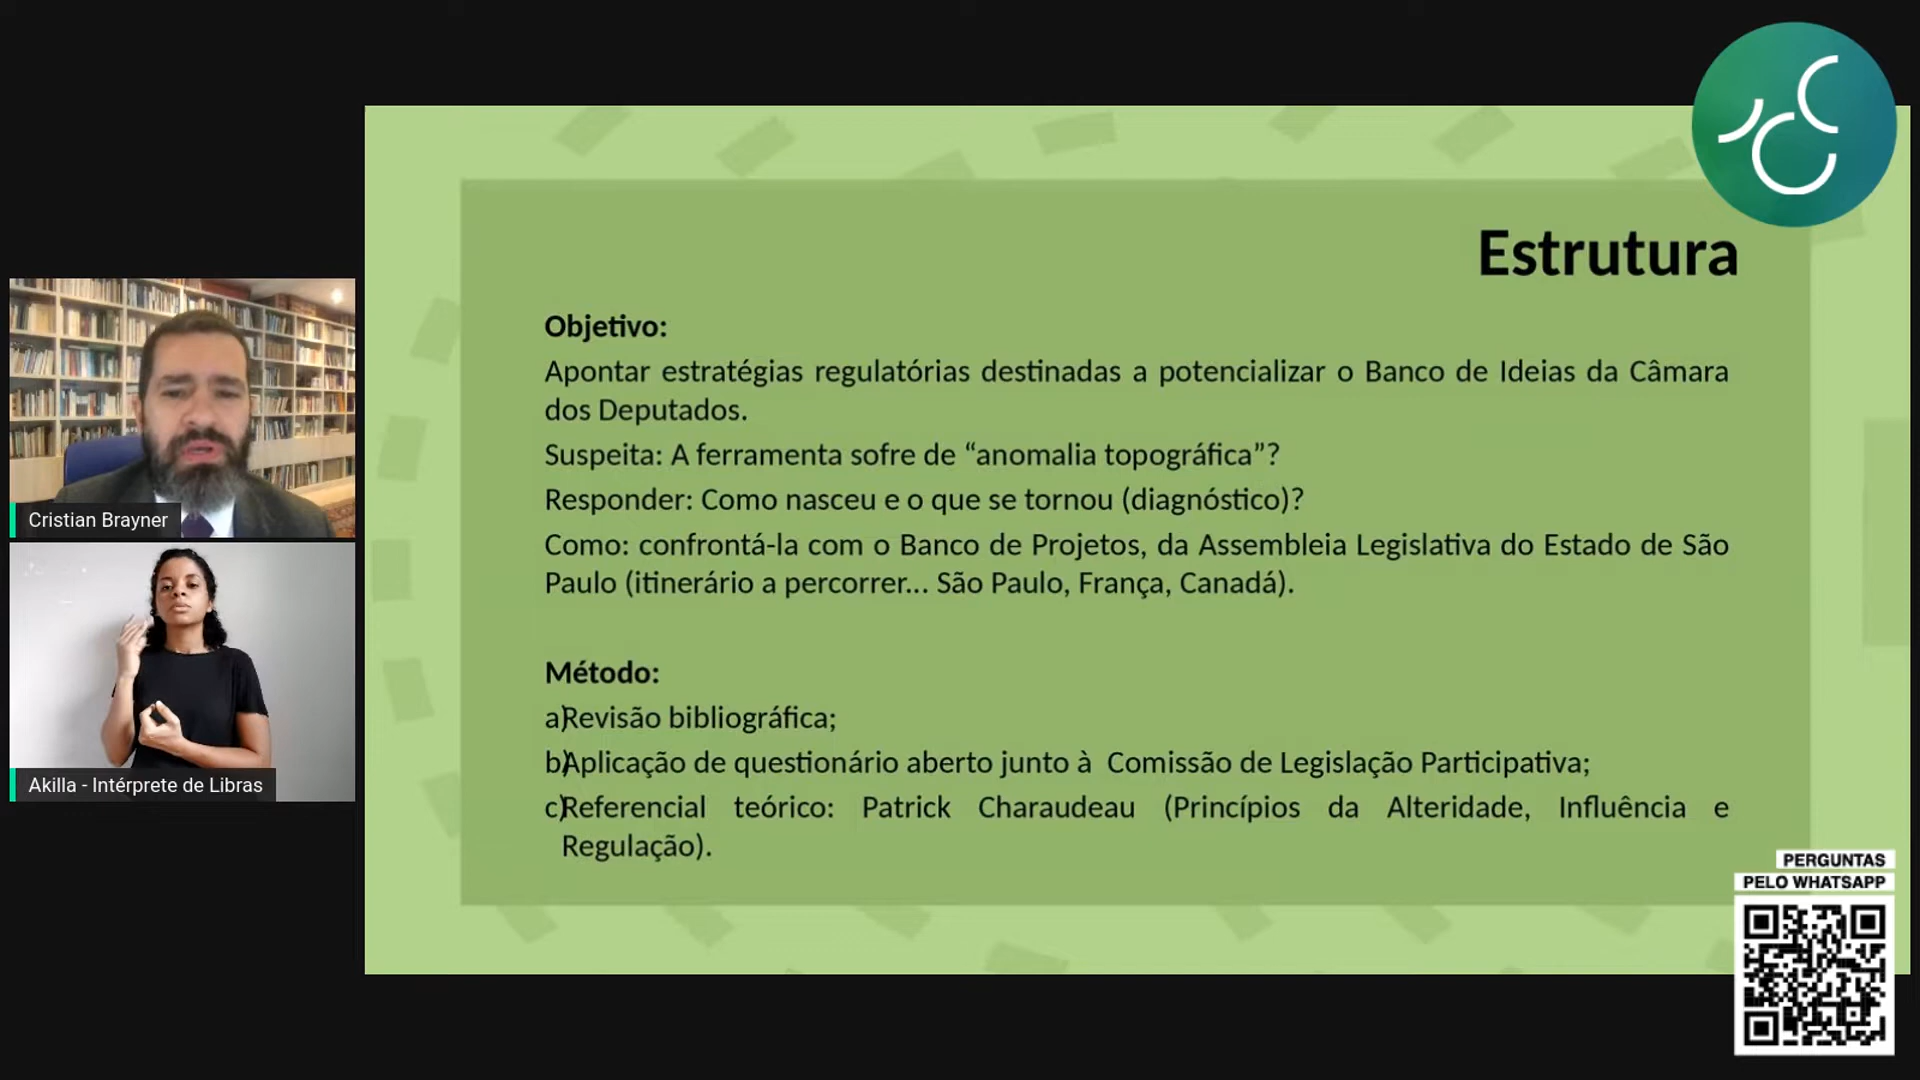 Estrutura
Objetivo:
Apontar estratégias regulatórias destinadas a potencializar o Banco de Ideias da Câmara
dos Deputados.
Suspeita: A ferramenta sofre de “anomalia topográfica”?
Responder: Como nasceu e o que se tornou (diagnóstico)?
Como: confrontá-la com o Banco de Projetos, da Assembleia Legislativa do Estado de São
Paulo (itinerário a percorrer... São Paulo, França, Canadá).
Método:
a)Revisão bibliográfica;
b)Aplicação de questionário aberto junto à Comissão de Legislação Participativa;
c)Referencial teórico: Patrick Charaudeau (Princípios da Alteridade, Influência e
Regulação).
Cristian Brayner
Akilla - Intérprete de Libras
PERGUNTAS
PELO WHATSAPP